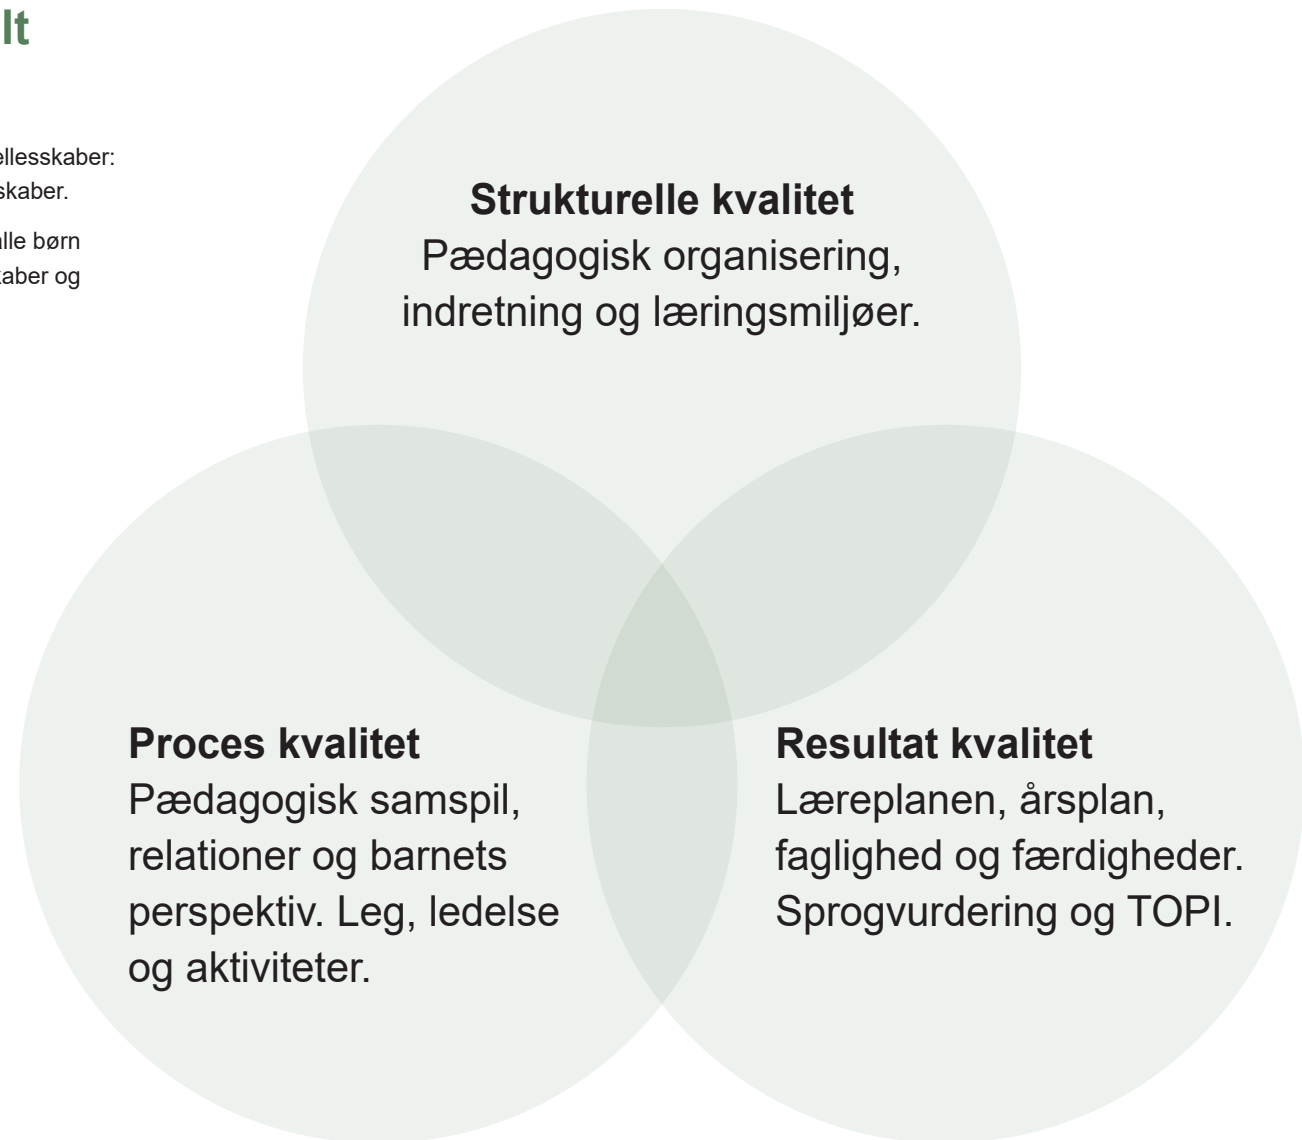 lt
ellesskaber:
skaber.
alle børn
kaber og
Strukturelle kvalitet
Pædagogisk organisering,
indretning og læringsmiljøer.
Proces kvalitet
Pædagogisk samspil,
relationer og barnets
perspektiv. Leg, ledelse
og aktiviteter.
Resultat kvalitet
Læreplanen, årsplan,
faglighed og færdigheder.
Sprogvurdering og TOPI.